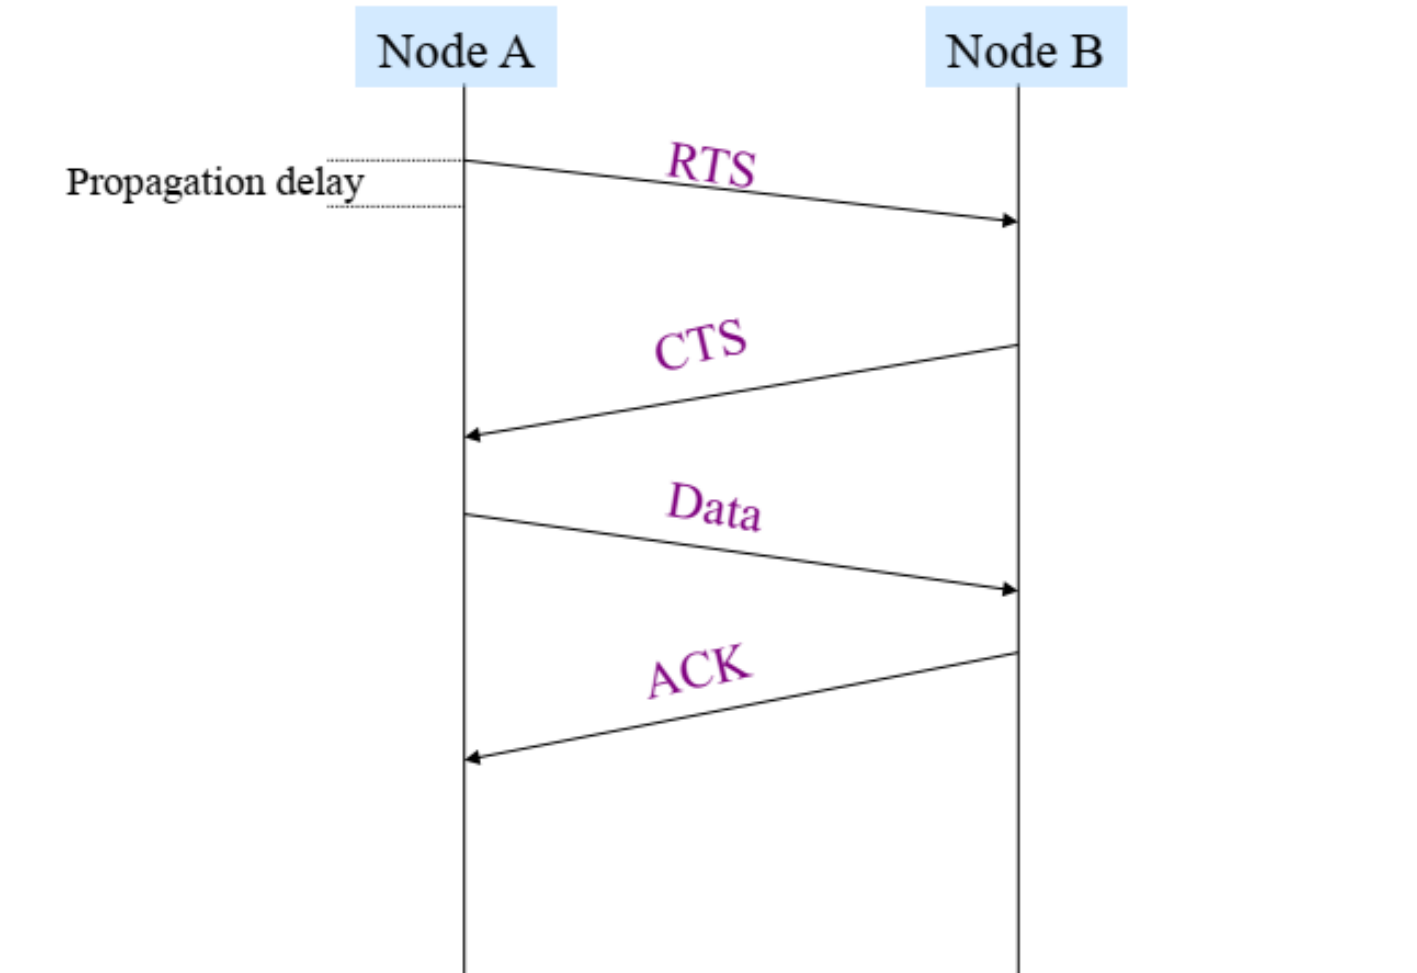 Node A
Node B
RTS
Propagation delay
CTS
Data
ACK